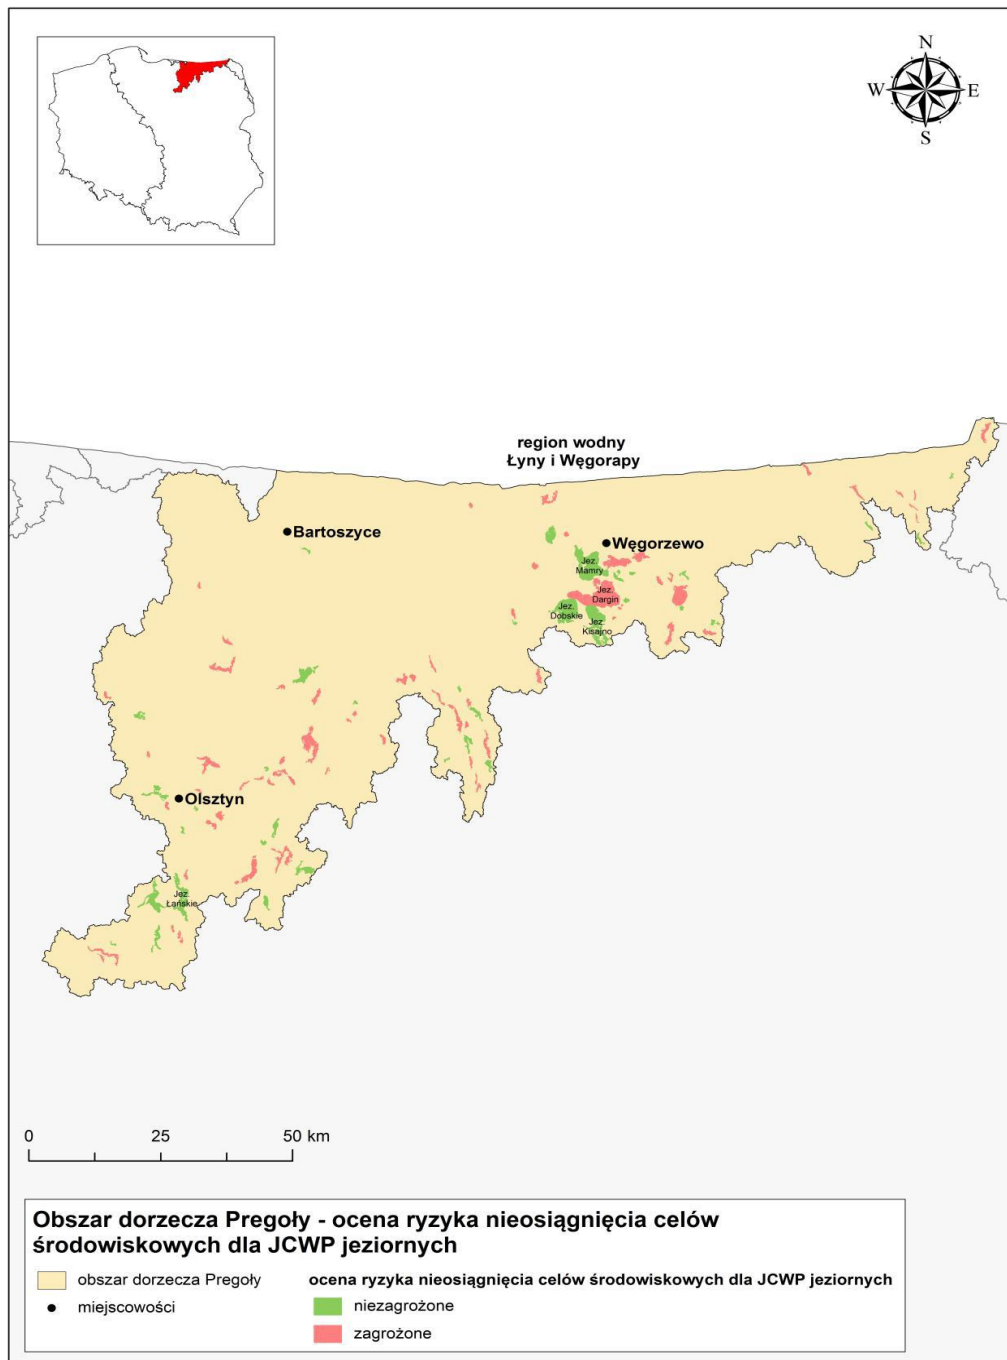 N
W E
S
region wodny
Łyny i Węgorapy
Bartoszyce
Węgorzewo
Jez.
Mamry
Jez.
Dargin
Jez.
Dobskie
Jez.
Kisajno
Olsztyn
Jez.
Łańskie
0 25 50 km
Obszar dorzecza Pregoły - ocena ryzyka nieosiągnięcia celów
środowiskowych dla JCWP jeziornych
obszar dorzecza Pregoły
miejscowości
ocena ryzyka nieosiągnięcia celów środowiskowych dla JCWP jeziornych
niezagrożone
zagrożone